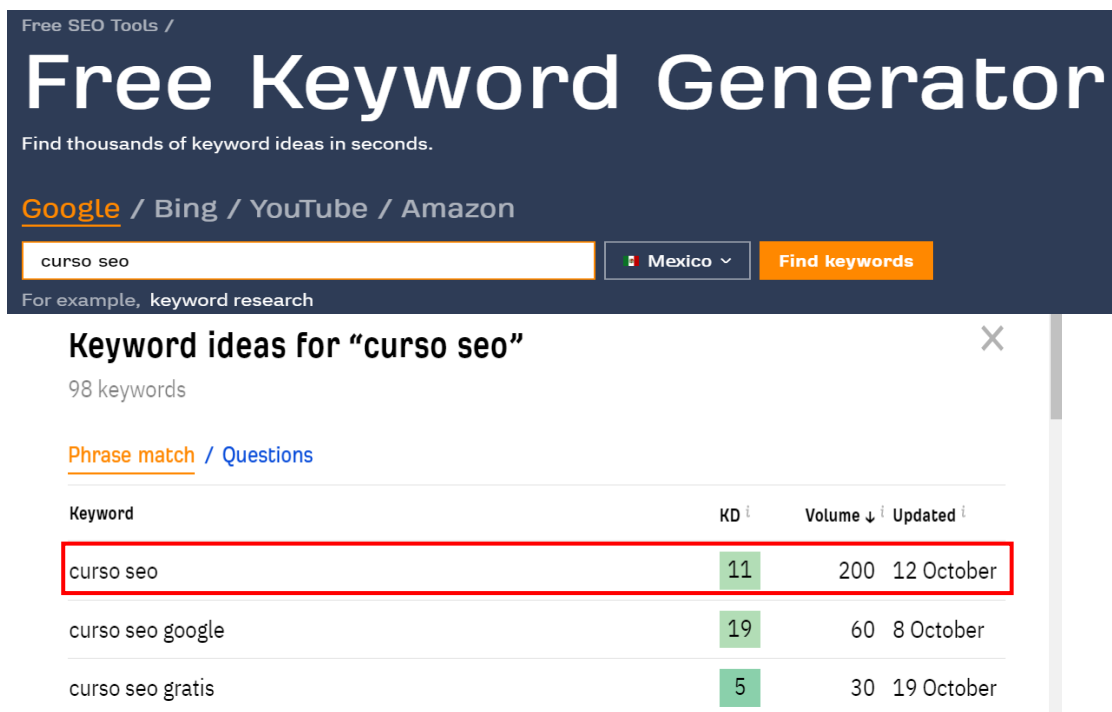 Free SEO Tools /
Free Keyword Generator
Find thousands of keyword ideas in seconds.
Google / Bing / YouTube / Amazon
curso seo Mexico Find keywords
For example, keyword research
Keyword ideas for “curso seo”
98 keywords
Phrase match / Questions
Keyword KD i Volume ↓ i Updated i
curso seo 11 200 12 October
curso seo google 19 60 8 October
curso seo gratis 5 30 19 October